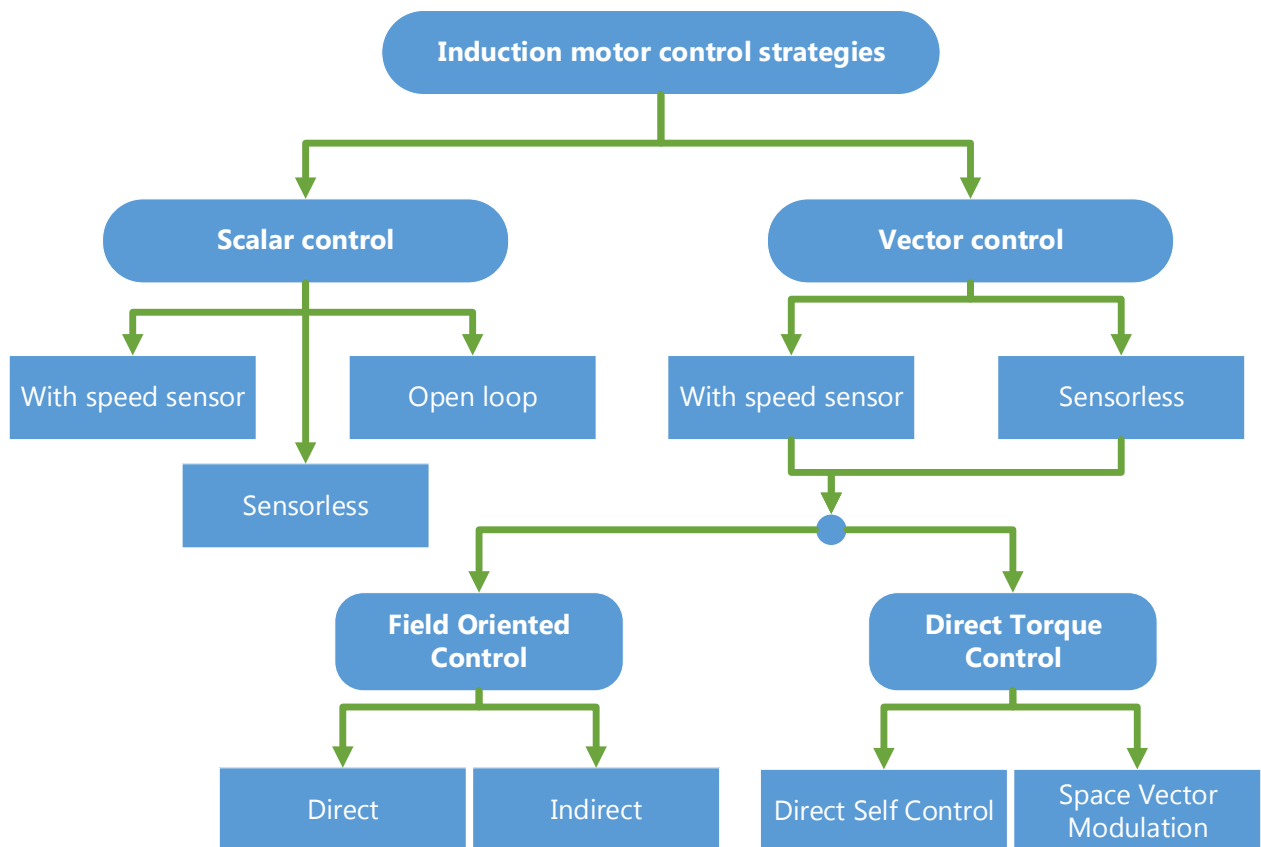 Induction motor control strategies
Scalar control
Vector control
With speed sensor
Open loop
With speed sensor
Sensorless
Sensorless
Field Oriented
Control
Direct Torque
Control
Direct
Indirect
Direct Self Control
Space Vector
Modulation